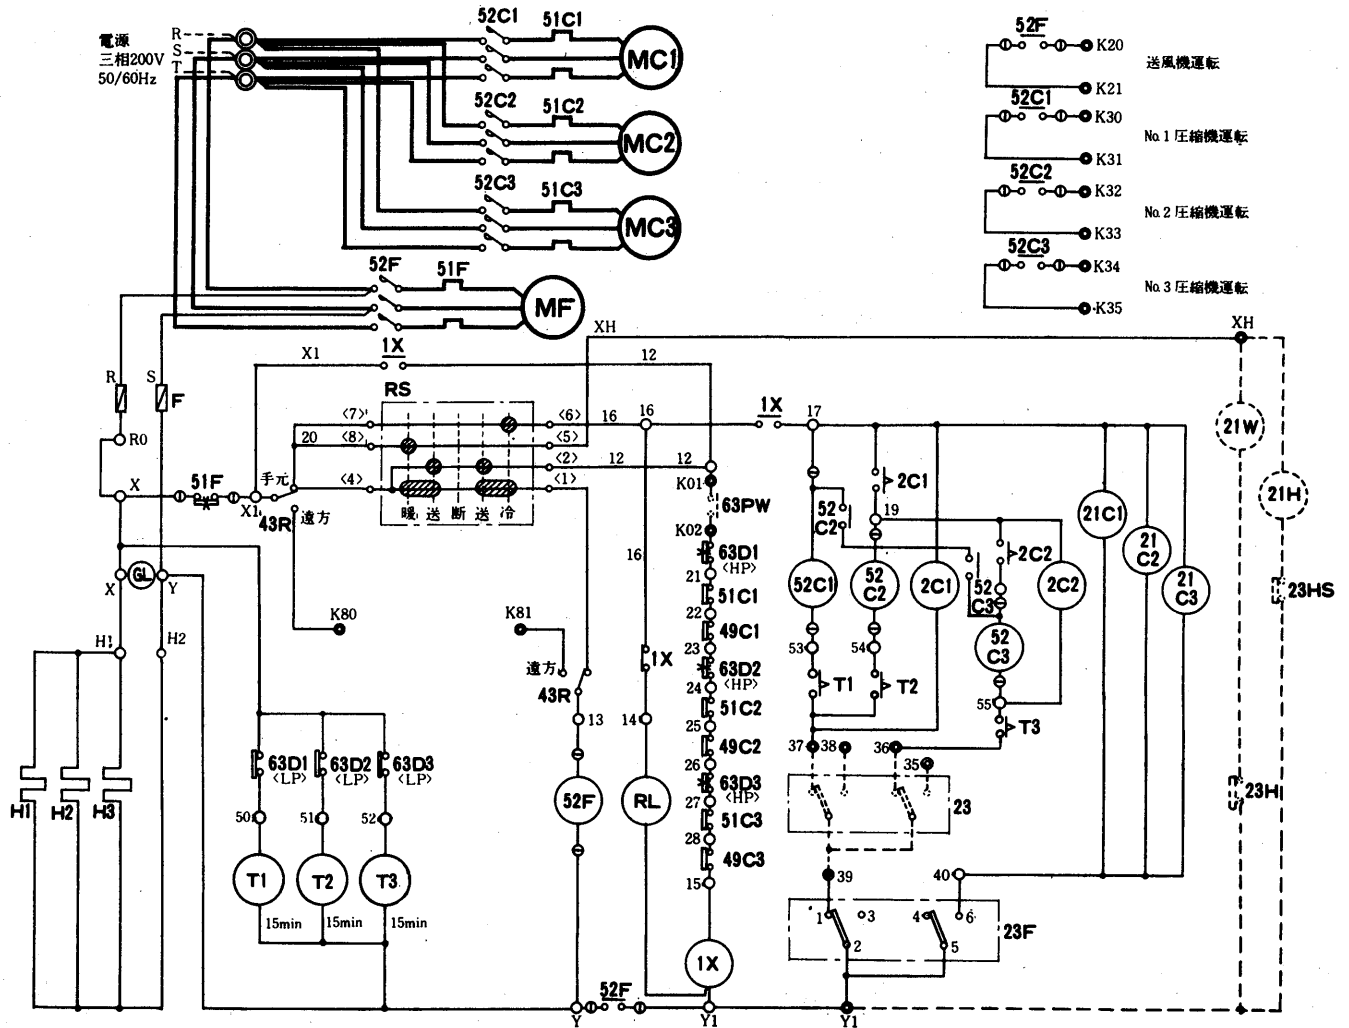 電源
三相200V
50/60Hz
R
S
T
52C1
51C1
MC1
52C2
51C2
MC2
52C3
51C3
MC3
52F
51F
MF
52F
K20
K21
送風機運転
52C1
K30
K31
No.1圧縮機運転
52C2
K32
K33
No.2圧縮機運転
52C3
K34
K35
No.3圧縮機運転
XH
XH
X1
1X
12
R
S
F
RS
R0
20
<7>
<8>
<4>
<6>
<5>
<2>
<1>
暖 送 断 送 冷
16
16
12
12
1X
17
X
51F
X1
手元
43R
遠方
K01
63PW
K02
2C1
52
C2
19
21W
21H
63D1
<HP>
21
51C1
22
49C1
23
63D2
<HP>
24
51C2
25
49C2
26
63D3
<HP>
27
51C3
28
49C3
15
1X
16
1X
14
RL
2C2
52C1
52
C2
2C1
52
C3
2C2
21C1
21
C2
21
C3
23HS
X
GL
Y
K80
K81
H1
H2
遠方
43R
13
52F
53
54
T1
T2
52
C3
55
T3
37
38
36
35
23
23H
63D1
<LP>
63D2
<LP>
63D3
<LP>
H1
H2
H3
50
51
52
T1
T2
T3
15min
15min
15min
39
40
1
3
4
6
2
5
23F
52F
Y
Y1
Y1